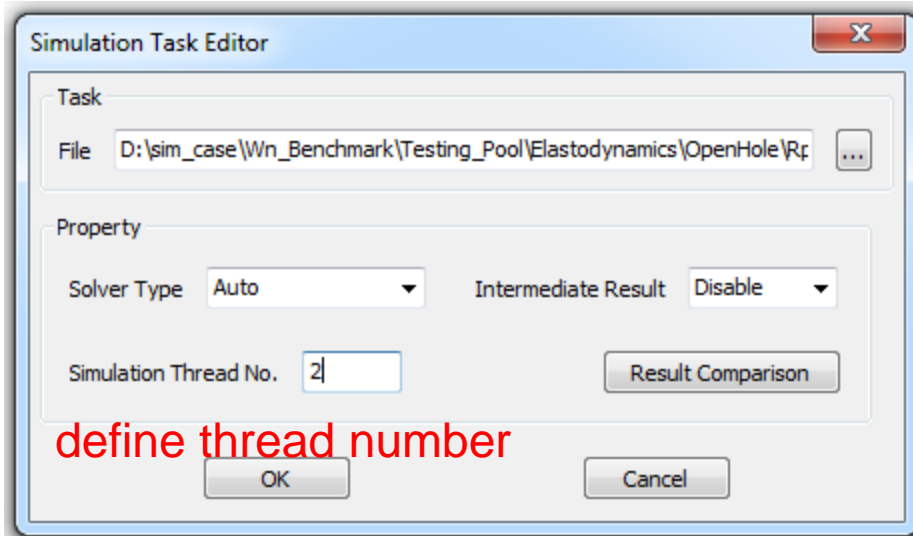 Simulation Task Editor
Task
File D:\sim_case\Wn_Benchmark\Testing_Pool\Elastodynamics\OpenHole\Rp ...
Property
Solver Type Auto Intermediate Result Disable
Simulation Thread No. 2 Result Comparison
define thread number
OK Cancel